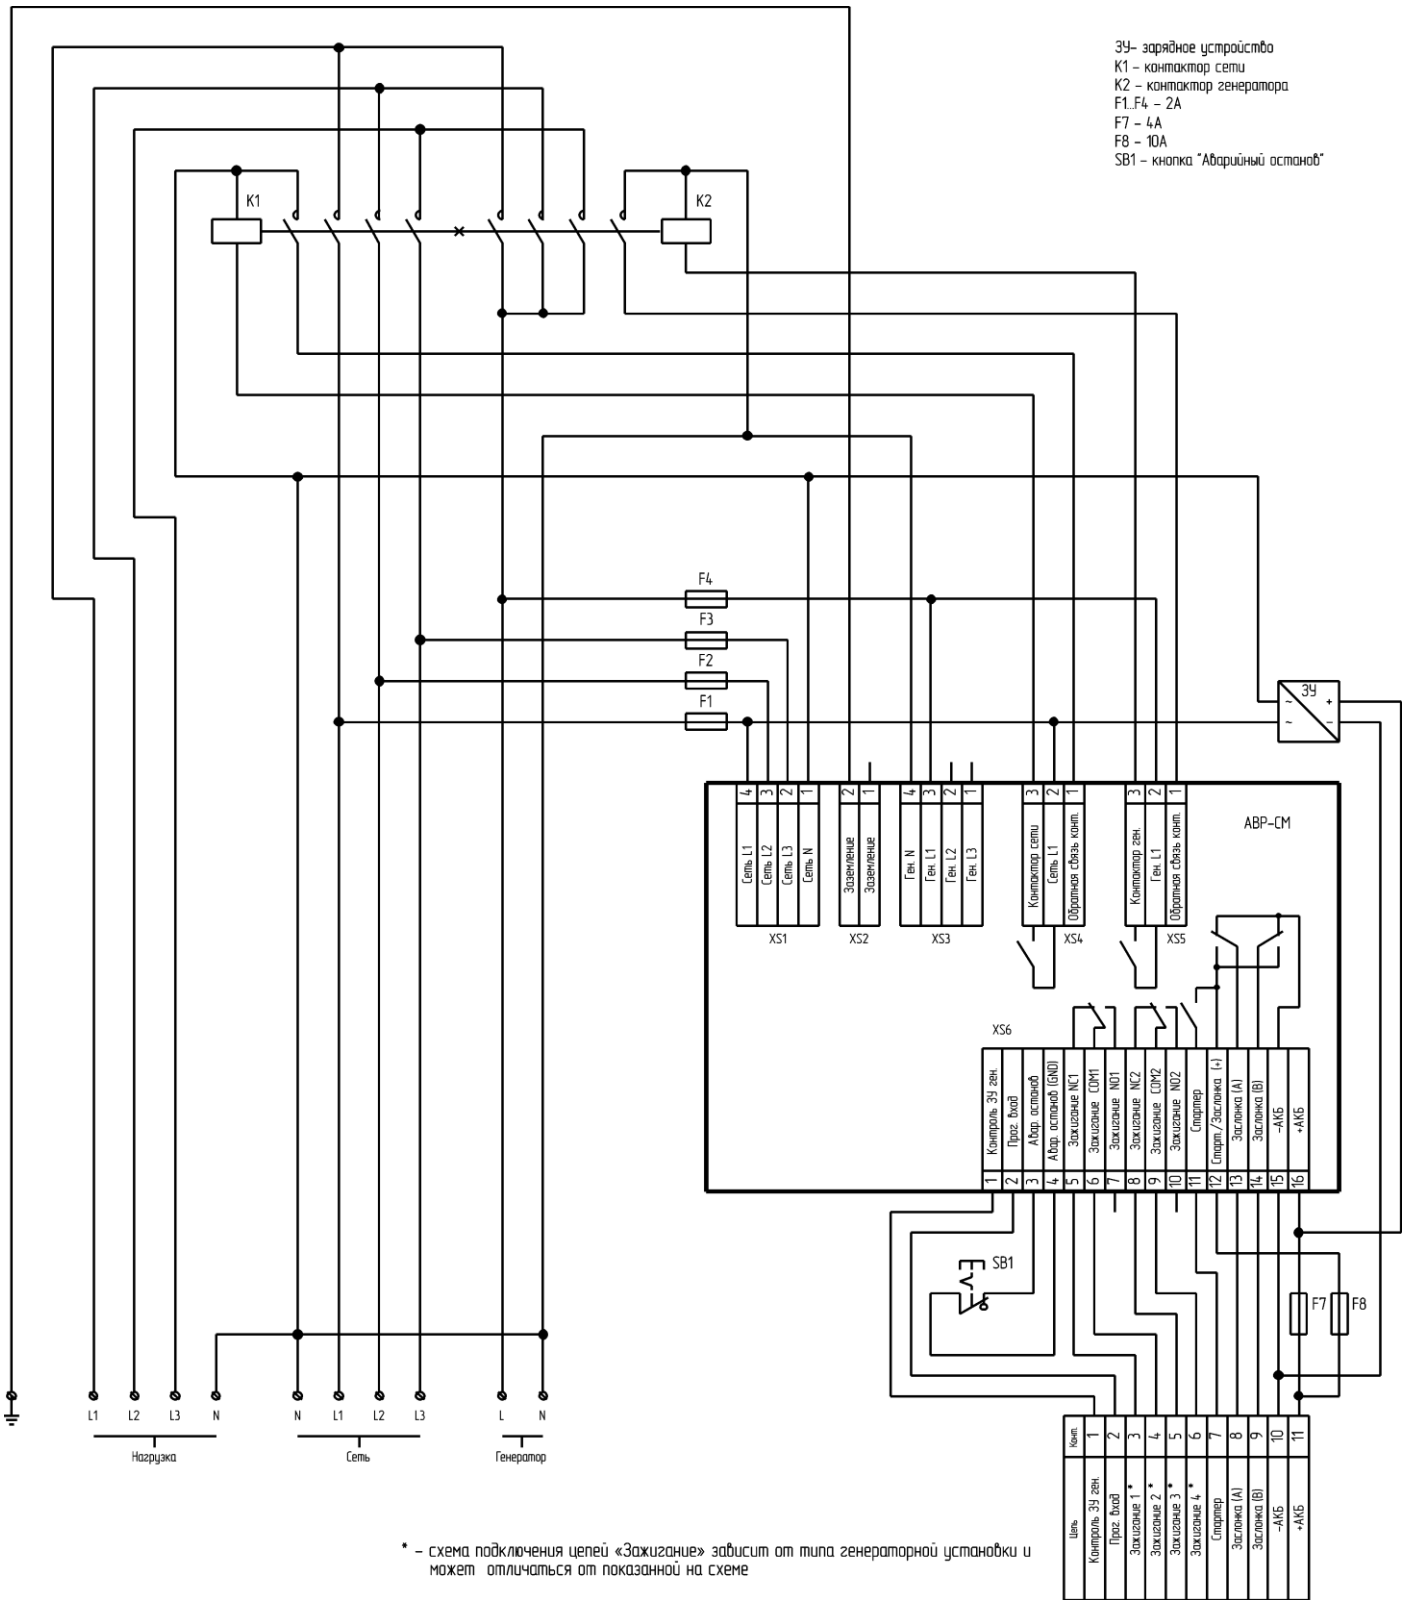 ЗУ- зарядное устройство
К1 - контактор сети
К2 - контактор генератора
F1...F4 - 2А
F7 - 4А
F8 - 10А
SB1 - кнопка "Аварийный останов"
К1
К2
F4
F3
F2
F1
ЗУ
~ +
~ -
4 3 2 1
2 1
4 3 2 1
3 2 1
3 2 1
АВР-СМ
Сеть L1
Сеть L2
Сеть L3
Сеть N
Заземление
Заземление
Ген. N
Ген. L1
Ген. L2
Ген. L3
Контактор сети
Сеть L1
Обратная связь конт.
Контактор ген.
Ген. L1
Обратная связь конт.
XS1
XS2
XS3
XS4
XS5
XS6
Контроль ЗУ ген.
Прог. вход
Авар. останов
Авар. останов (GND)
Зажигание NC1
Зажигание COM1
Зажигание NO1
Зажигание NC2
Зажигание COM2
Зажигание NO2
Стартер
Старт./Заслонка (+)
Заслонка (А)
Заслонка (В)
-АКБ
+АКБ
1 2 3 4 5 6 7 8 9 10 11 12 13 14 15 16
SB1
F7
F8
L1 L2 L3 N
Нагрузка
N L1 L2 L3
Сеть
L N
Генератор
Конт.
1 2 3 4 5 6 7 8 9 10 11
Цепь
Контроль ЗУ ген.
Прог. вход
Зажигание 1 *
Зажигание 2 *
Зажигание 3 *
Зажигание 4 *
Стартер
Заслонка (А)
Заслонка (В)
-АКБ
+АКБ
* - схема подключения цепей «Зажигание» зависит от типа генераторной установки и
может отличаться от показанной на схеме